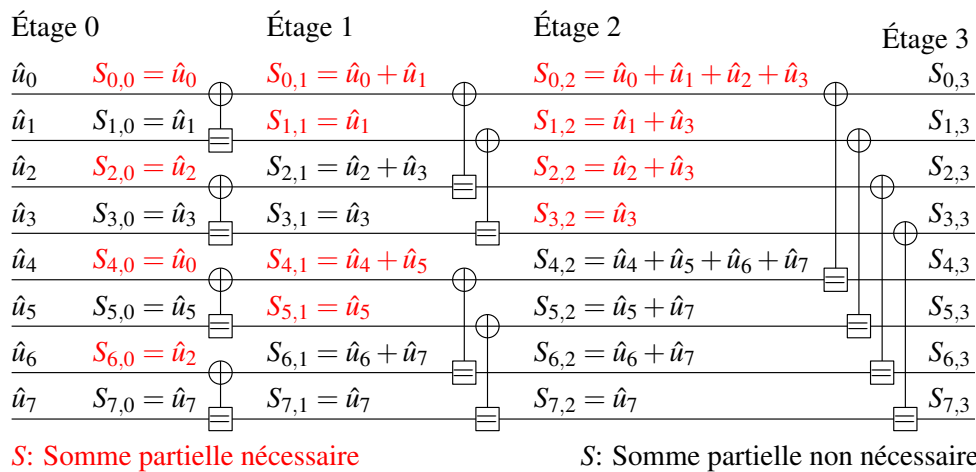 Étage 0 Étage 1 Étage 2 Étage 3
û₀ S₀,₀ = û₀ S₀,₁ = û₀ + û₁ S₀,₂ = û₀ + û₁ + û₂ + û₃ S₀,₃
û₁ S₁,₀ = û₁ S₁,₁ = û₁ S₁,₂ = û₁ + û₃ S₁,₃
û₂ S₂,₀ = û₂ S₂,₁ = û₂ + û₃ S₂,₂ = û₂ + û₃ S₂,₃
û₃ S₃,₀ = û₃ S₃,₁ = û₃ S₃,₂ = û₃ S₃,₃
û₄ S₄,₀ = û₀ S₄,₁ = û₄ + û₅ S₄,₂ = û₄ + û₅ + û₆ + û₇ S₄,₃
û₅ S₅,₀ = û₅ S₅,₁ = û₅ S₅,₂ = û₅ + û₇ S₅,₃
û₆ S₆,₀ = û₂ S₆,₁ = û₆ + û₇ S₆,₂ = û₆ + û₇ S₆,₃
û₇ S₇,₀ = û₇ S₇,₁ = û₇ S₇,₂ = û₇ S₇,₃
S: Somme partielle nécessaire S: Somme partielle non nécessaire